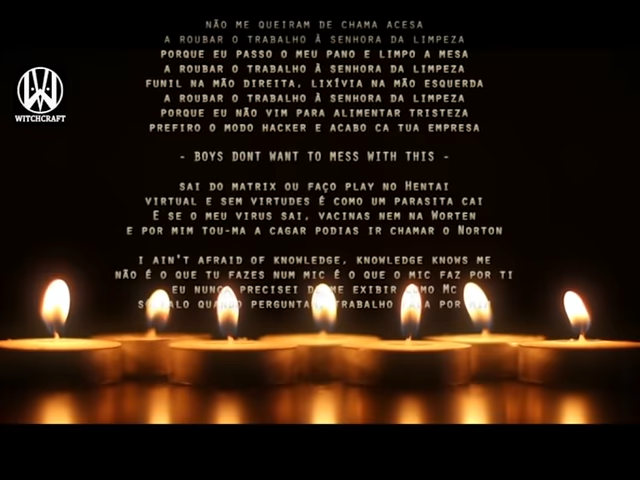 NÃO ME QUEIRAM DE CHAMA ACESA
A ROUBAR O TRABALHO À SENHORA DA LIMPEZA
PORQUE EU PASSO O MEU PANO E LIMPO A MESA
A ROUBAR O TRABALHO À SENHORA DA LIMPEZA
FUNIL NA MÃO DIREITA, LIXÍVIA NA MÃO ESQUERDA
A ROUBAR O TRABALHO À SENHORA DA LIMPEZA
PORQUE EU NÃO VIM PARA ALIMENTAR TRISTEZA
PREFIRO O MODO HACKER E ACABO CA TUA EMPRESA
- BOYS DONT WANT TO MESS WITH THIS -
SAI DO MATRIX OU FAÇO PLAY NO HENTAI
VIRTUAL E SEM VIRTUDES É COMO UM PARASITA CAI
E SE O MEU VIRUS SAI, VACINAS NEM NA WORTEN
E POR MIM TOU-MA A CAGAR PODIAS IR CHAMAR O NORTON
I AIN'T AFRAID OF KNOWLEDGE, KNOWLEDGE KNOWS ME
NÃO É O QUE TU FAZES NUM MIC É O QUE O MIC FAZ POR TI
EU NUNCA PRECISEI DE ME EXIBIR COMO MC
SÓ FALO QUANDO PERGUNTAM, TRABALHO FALA POR MIM
WITCHCRAFT